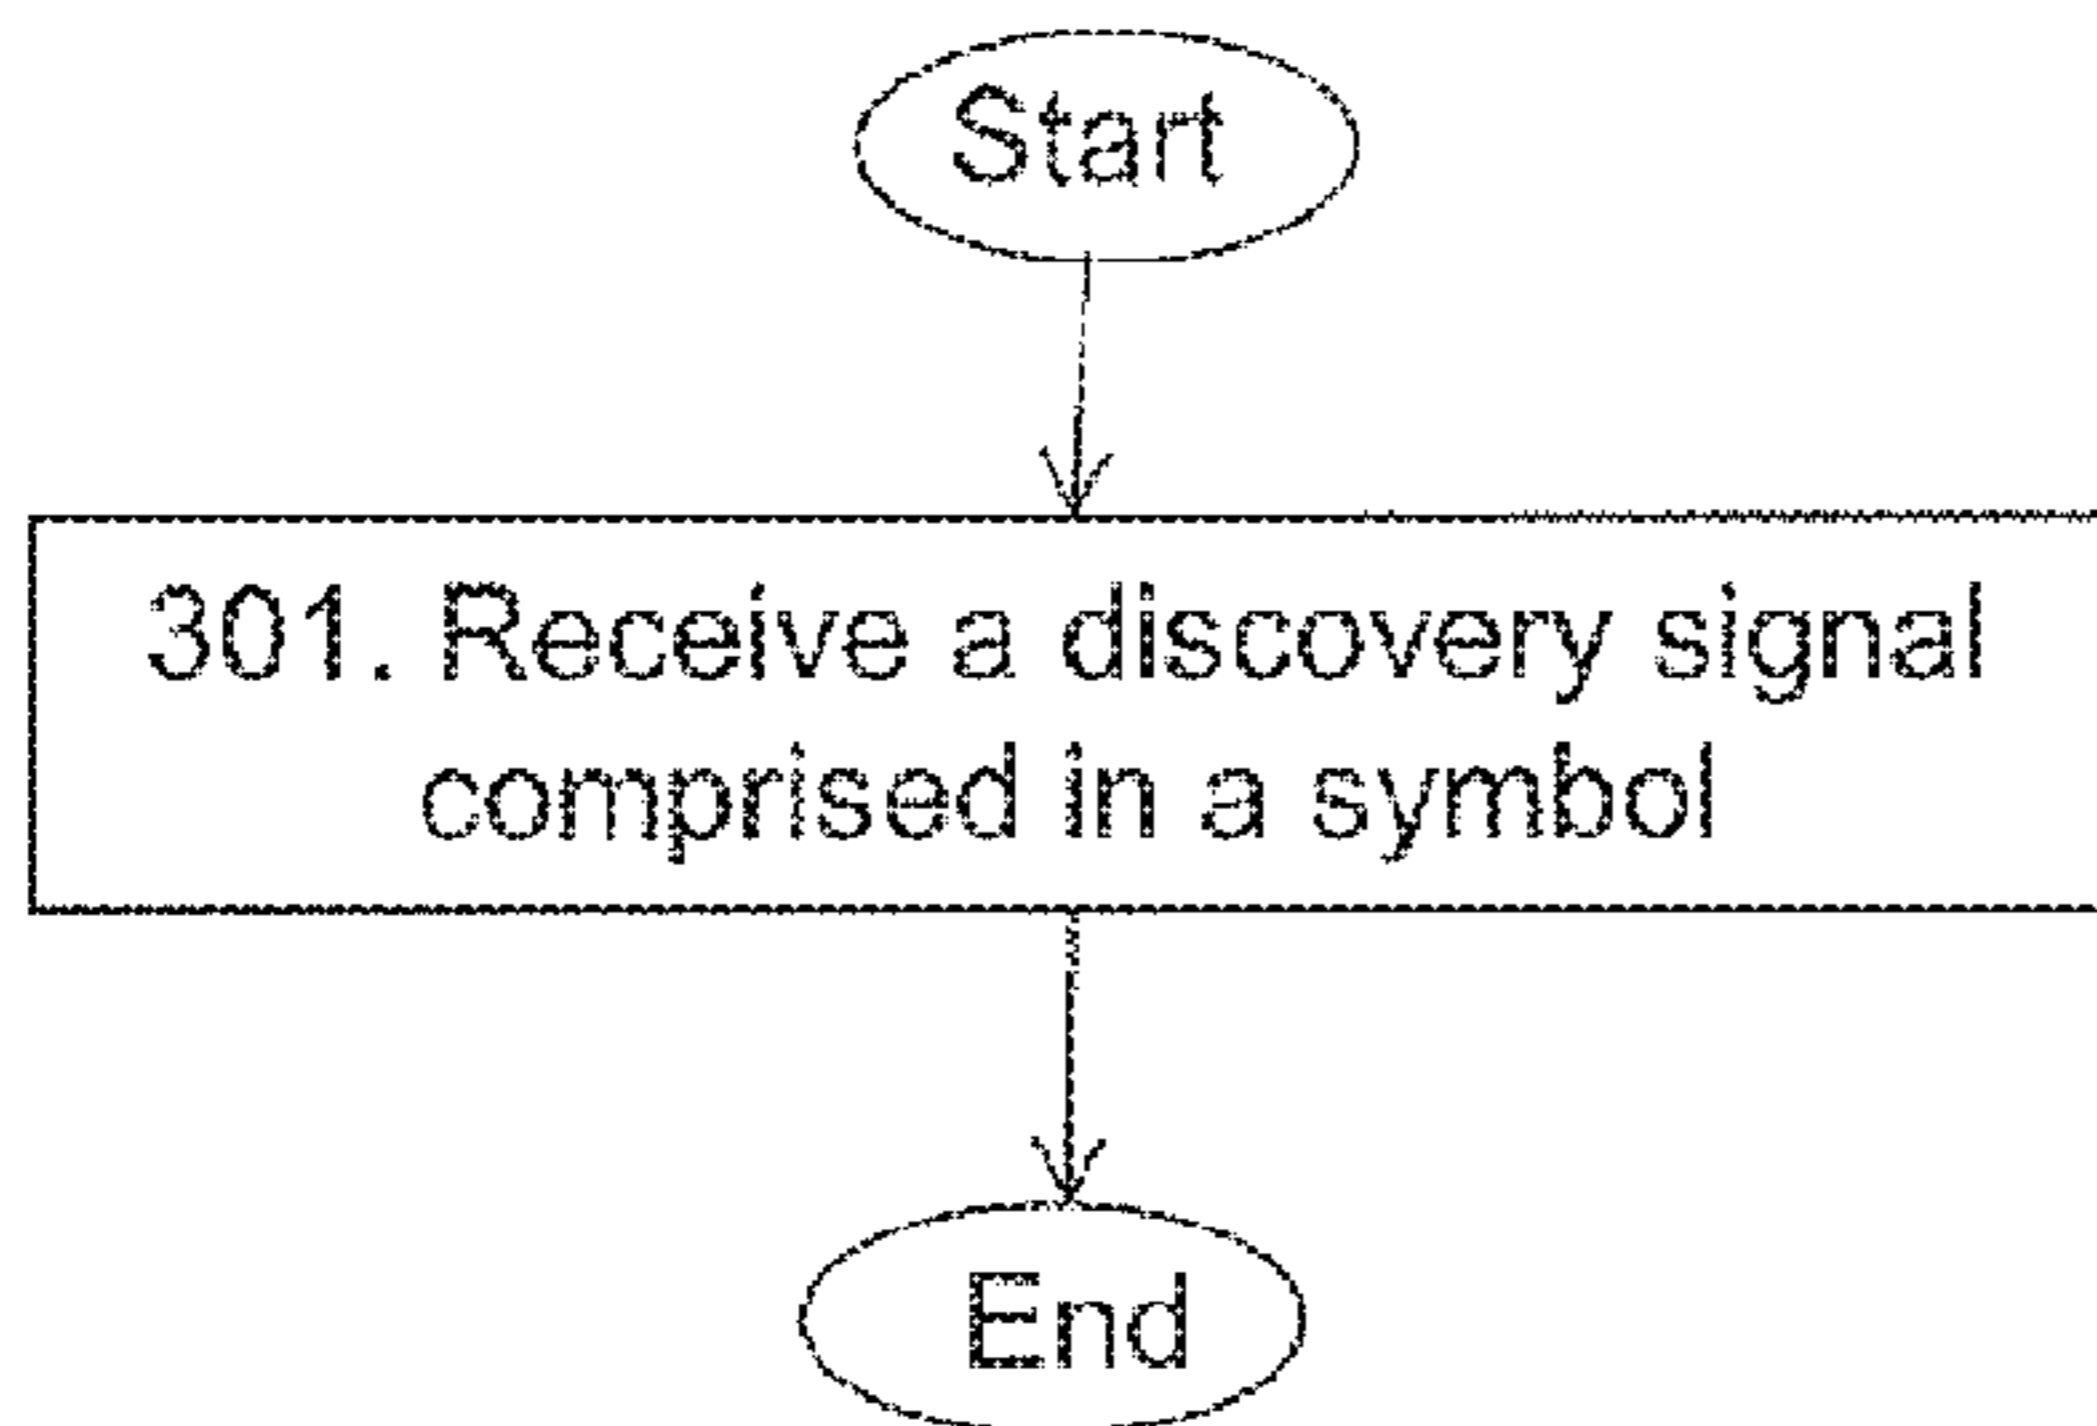 Start
301. Receive a discovery signal
comprised in a symbol
End